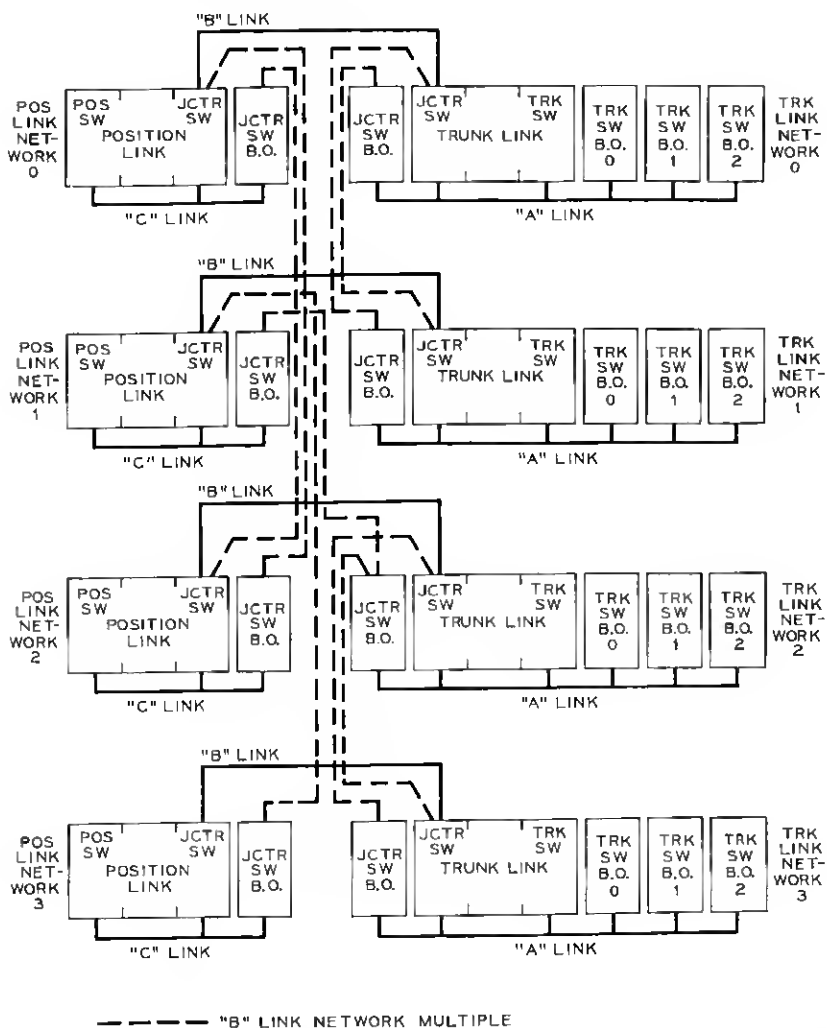 "B" LINK
POS
LINK
NET-
WORK
0
POS
SW
JCTR
SW
POSITION
LINK
JCTR
SW
B.O.
"C" LINK
JCTR
SW
B.O.
JCTR
SW
TRK
SW
TRUNK LINK
TRK
SW
B.O.
0
TRK
SW
B.O.
1
TRK
SW
B.O.
2
TRK
LINK
NET-
WORK
0
"A" LINK
"B" LINK
POS
LINK
NET-
WORK
1
POS
SW
JCTR
SW
POSITION
LINK
JCTR
SW
B.O.
"C" LINK
JCTR
SW
B.O.
JCTR
SW
TRK
SW
TRUNK LINK
TRK
SW
B.O.
0
TRK
SW
B.O.
1
TRK
SW
B.O.
2
TRK
LINK
NET-
WORK
1
"A" LINK
"B" LINK
POS
LINK
NET-
WORK
2
POS
SW
JCTR
SW
POSITION
LINK
JCTR
SW
B.O.
"C" LINK
JCTR
SW
B.O.
JCTR
SW
TRK
SW
TRUNK LINK
TRK
SW
B.O.
0
TRK
SW
B.O.
1
TRK
SW
B.O.
2
TRK
LINK
NET-
WORK
2
"A" LINK
"B" LINK
POS
LINK
NET-
WORK
3
POS
SW
JCTR
SW
POSITION
LINK
JCTR
SW
B.O.
"C" LINK
JCTR
SW
B.O.
JCTR
SW
TRK
SW
TRUNK LINK
TRK
SW
B.O.
0
TRK
SW
B.O.
1
TRK
SW
B.O.
2
TRK
LINK
NET-
WORK
3
"A" LINK
"B" LINK NETWORK MULTIPLE